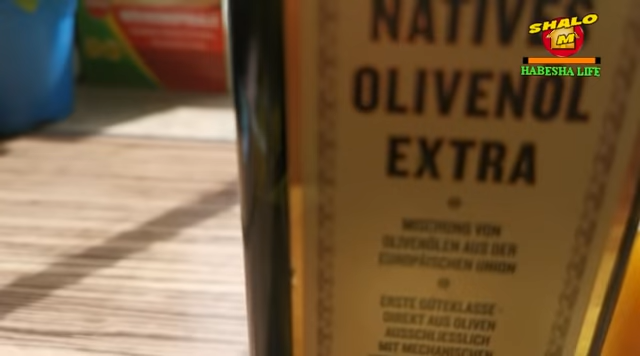 NATIVES
OLIVENÖL
EXTRA
MISCHUNG VON
OLIVENÖLEN AUS DER
EUROPÄISCHEN UNION
ERSTE GÜTEKLASSE -
DIREKT AUS OLIVEN
AUSSCHLIESSLICH
MIT MECHANISCHEN
SHALO
M
HABESHA LIFE